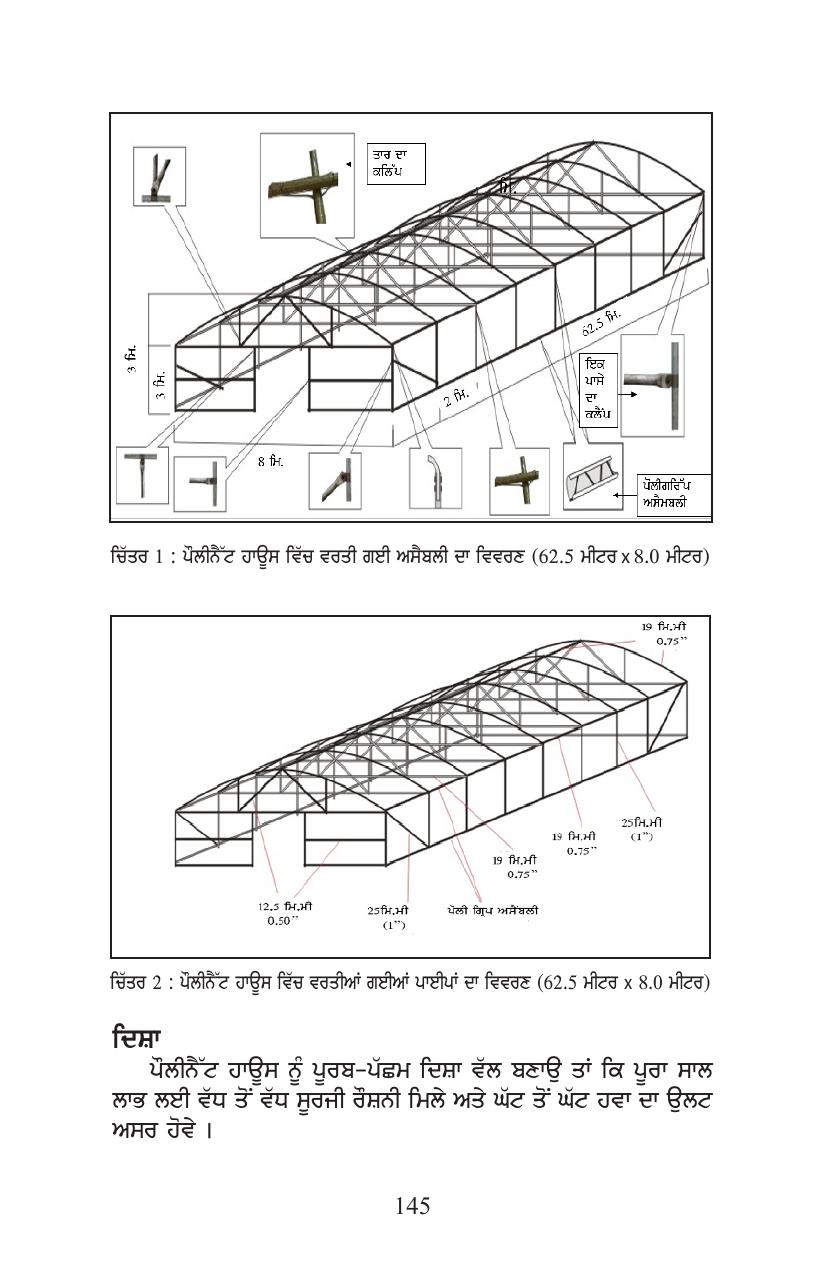 ਤਾਰ ਦਾ
ਕਲਿੱਪ
ਮਿ.
62.5 ਮਿ.
3 ਮਿ.
3 ਮਿ.
ਇਕ
ਪਾਸੇ
ਦਾ
ਕਲੈਂਪ
2 ਮਿ.
8 ਮਿ.
ਪੋਲੀਗਰਿੱਪ
ਅਸੈਮਬਲੀ
ਚਿੱਤਰ 1 : ਪੌਲੀਨੈੱਟ ਹਾਊਸ ਵਿੱਚ ਵਰਤੀ ਗਈ ਅਸੈਬਲੀ ਦਾ ਵਿਵਰਣ (62.5 ਮੀਟਰ x 8.0 ਮੀਟਰ)
19 ਮਿ.ਮੀ
0.75”
25ਮਿ.ਮੀ
(1”)
19 ਮਿ.ਮੀ
0.75”
19 ਮਿ.ਮੀ
0.75”
12.5 ਮਿ.ਮੀ
0.50”
25ਮਿ.ਮੀ
(1”)
ਪੋਲੀ ਗ੍ਰਿਪ ਅਸੈਂਬਲੀ
ਚਿੱਤਰ 2 : ਪੌਲੀਨੈੱਟ ਹਾਊਸ ਵਿੱਚ ਵਰਤੀਆਂ ਗਈਆਂ ਪਾਈਪਾਂ ਦਾ ਵਿਵਰਣ (62.5 ਮੀਟਰ x 8.0 ਮੀਟਰ)
ਦਿਸ਼ਾ
ਪੌਲੀਨੈੱਟ ਹਾਊਸ ਨੂੰ ਪੂਰਬ-ਪੱਛਮ ਦਿਸ਼ਾ ਵੱਲ ਬਣਾਉ ਤਾਂ ਕਿ ਪੂਰਾ ਸਾਲ
ਲਾਭ ਲਈ ਵੱਧ ਤੋਂ ਵੱਧ ਸੂਰਜੀ ਰੌਸ਼ਨੀ ਮਿਲੇ ਅਤੇ ਘੱਟ ਤੋਂ ਘੱਟ ਹਵਾ ਦਾ ਉਲਟ
ਅਸਰ ਹੋਵੇ ।
145